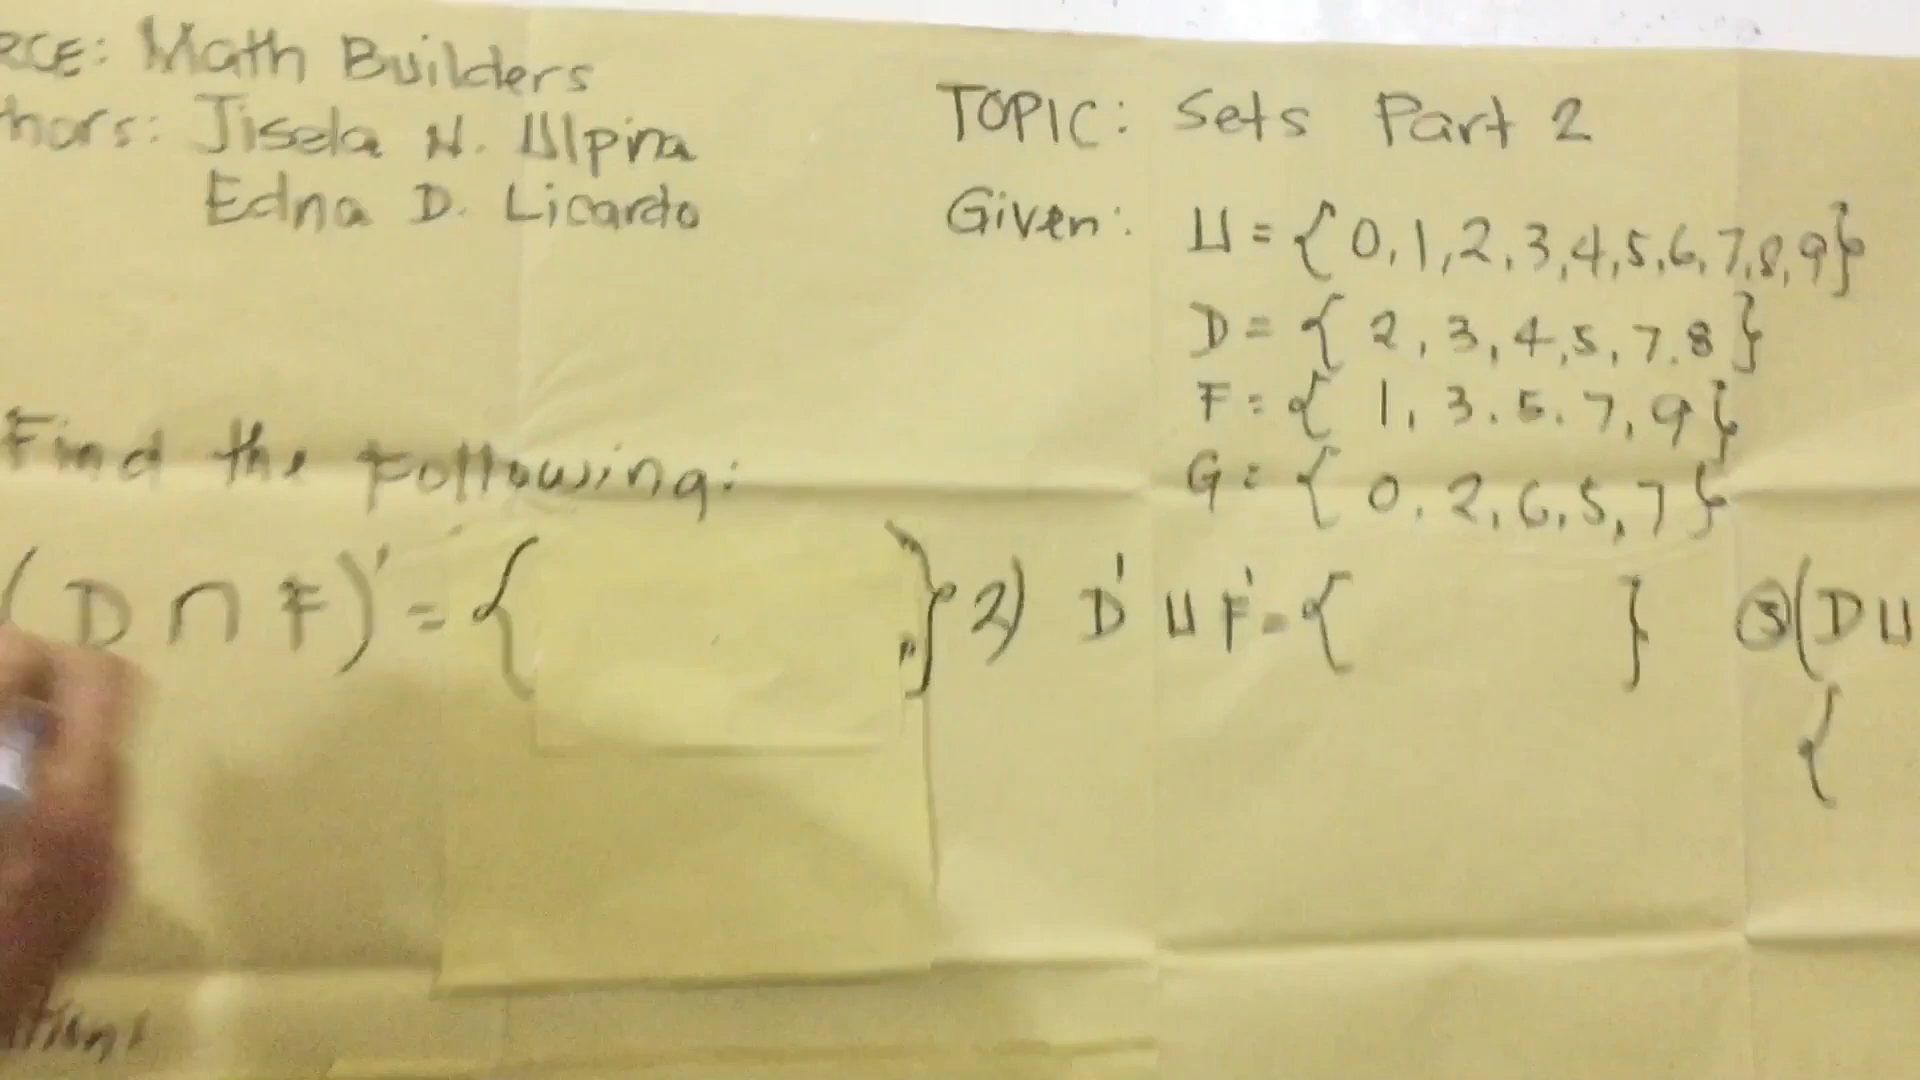 RCE: Math Builders
thors: Jisela N. Ulpina
Edna D. Licardo
TOPIC: Sets Part 2
Given: U = { 0, 1, 2, 3, 4, 5, 6, 7, 8, 9 }
D = { 2, 3, 4, 5, 7, 8 }
F = { 1, 3, 5, 7, 9 }
G = { 0, 2, 6, 5, 7 }
Find the following:
(D ∩ F)' = { } 2) D' U F' = { } ③ (D U
{